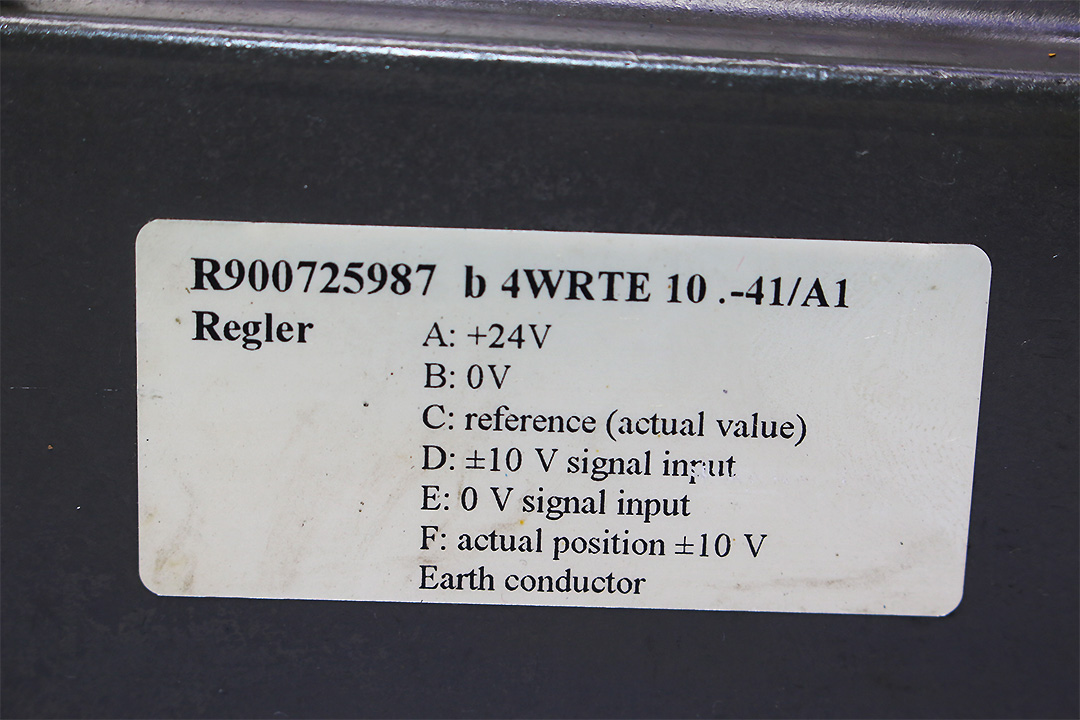 R900725987 b 4WRTE 10 .-41/A1
Regler
A: +24V
B: 0V
C: reference (actual value)
D: ±10 V signal input
E: 0 V signal input
F: actual position ±10 V
Earth conductor